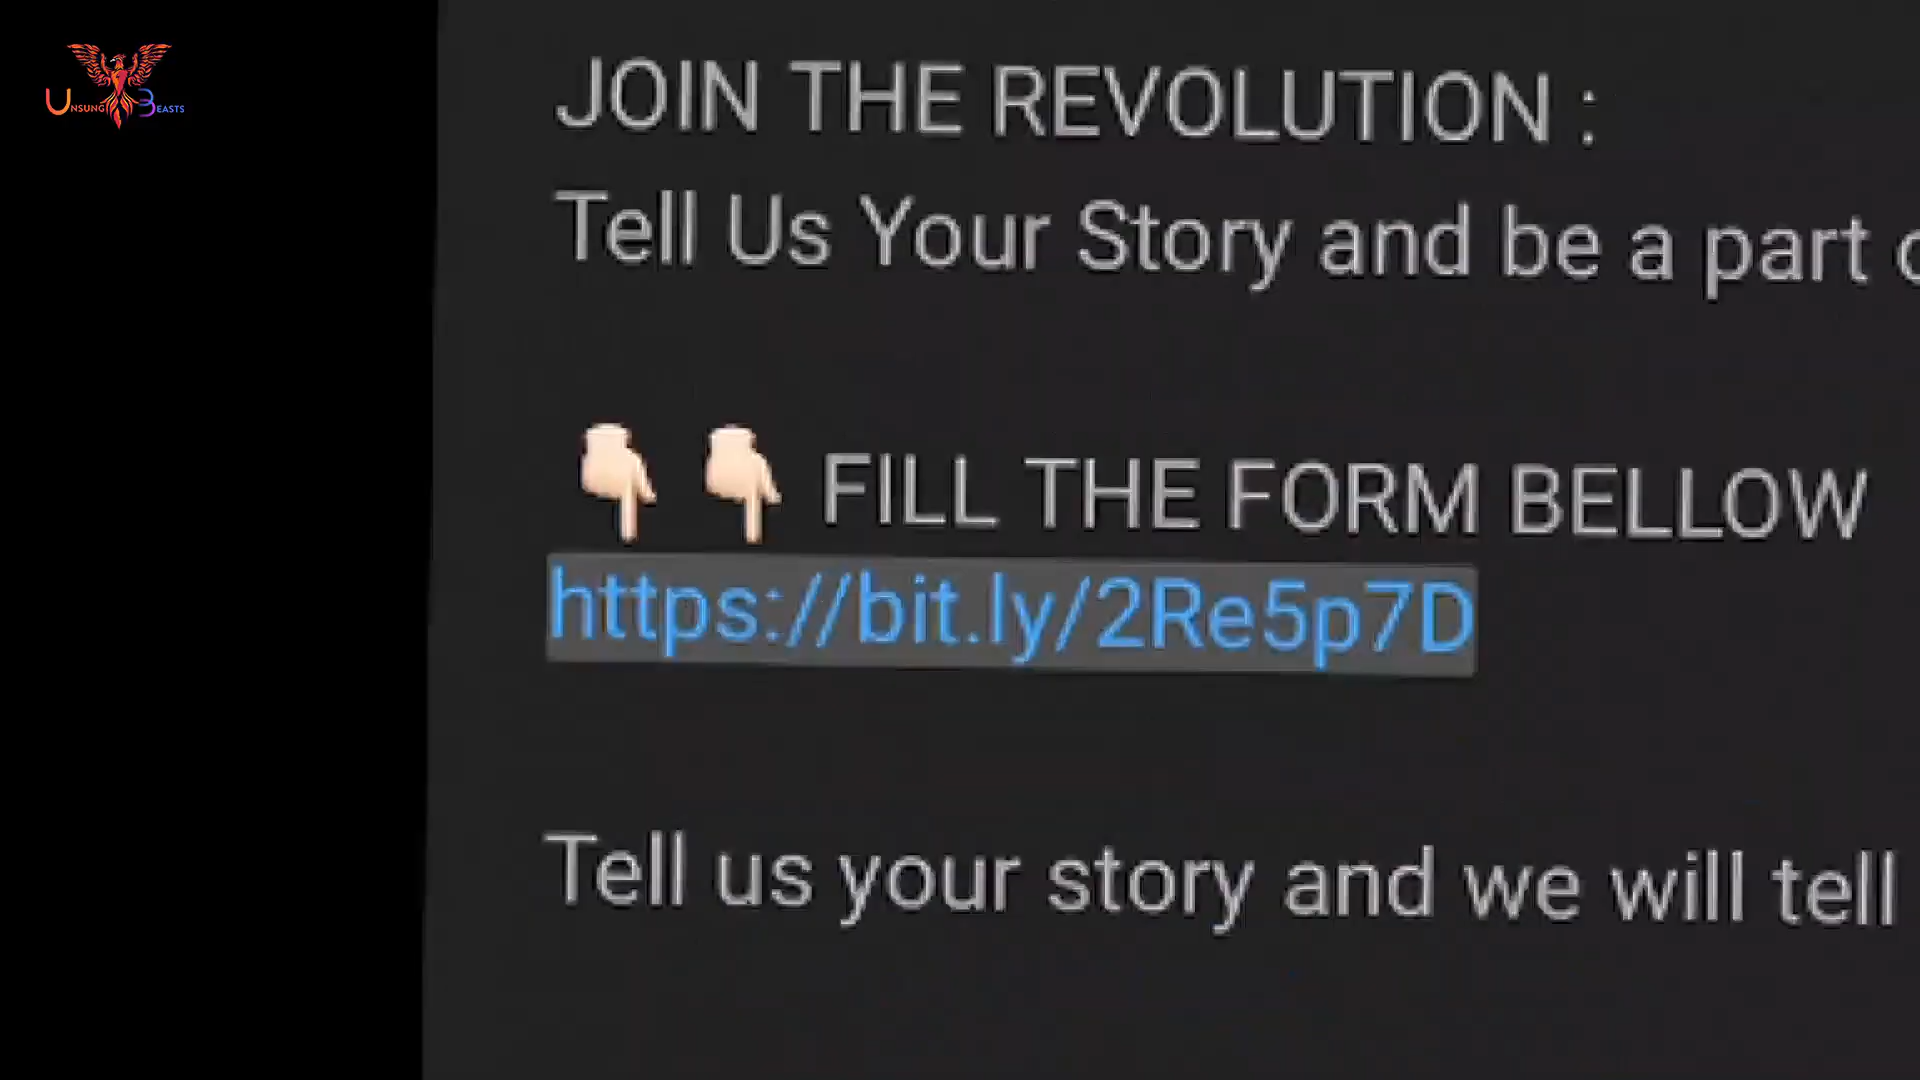 UNSUNG BEASTS
JOIN THE REVOLUTION :
Tell Us Your Story and be a part
👇🏻 👇🏻 FILL THE FORM BELLOW
https://bit.ly/2Re5p7D
Tell us your story and we will tell